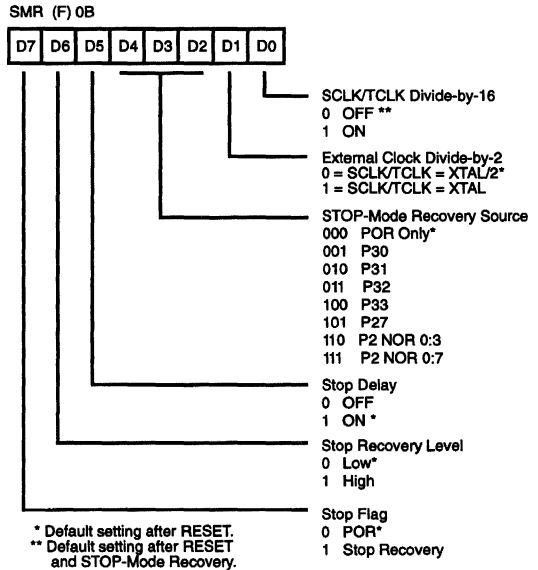 SMR (F) 0B
D7 D6 D5 D4 D3 D2 D1 D0
SCLK/TCLK Divide-by-16
0 OFF **
1 ON
External Clock Divide-by-2
0 = SCLK/TCLK = XTAL/2*
1 = SCLK/TCLK = XTAL
STOP-Mode Recovery Source
000 POR Only*
001 P30
010 P31
011 P32
100 P33
101 P27
110 P2 NOR 0:3
111 P2 NOR 0:7
Stop Delay
0 OFF
1 ON *
Stop Recovery Level
0 Low*
1 High
Stop Flag
0 POR*
1 Stop Recovery
* Default setting after RESET.
** Default setting after RESET
and STOP-Mode Recovery.